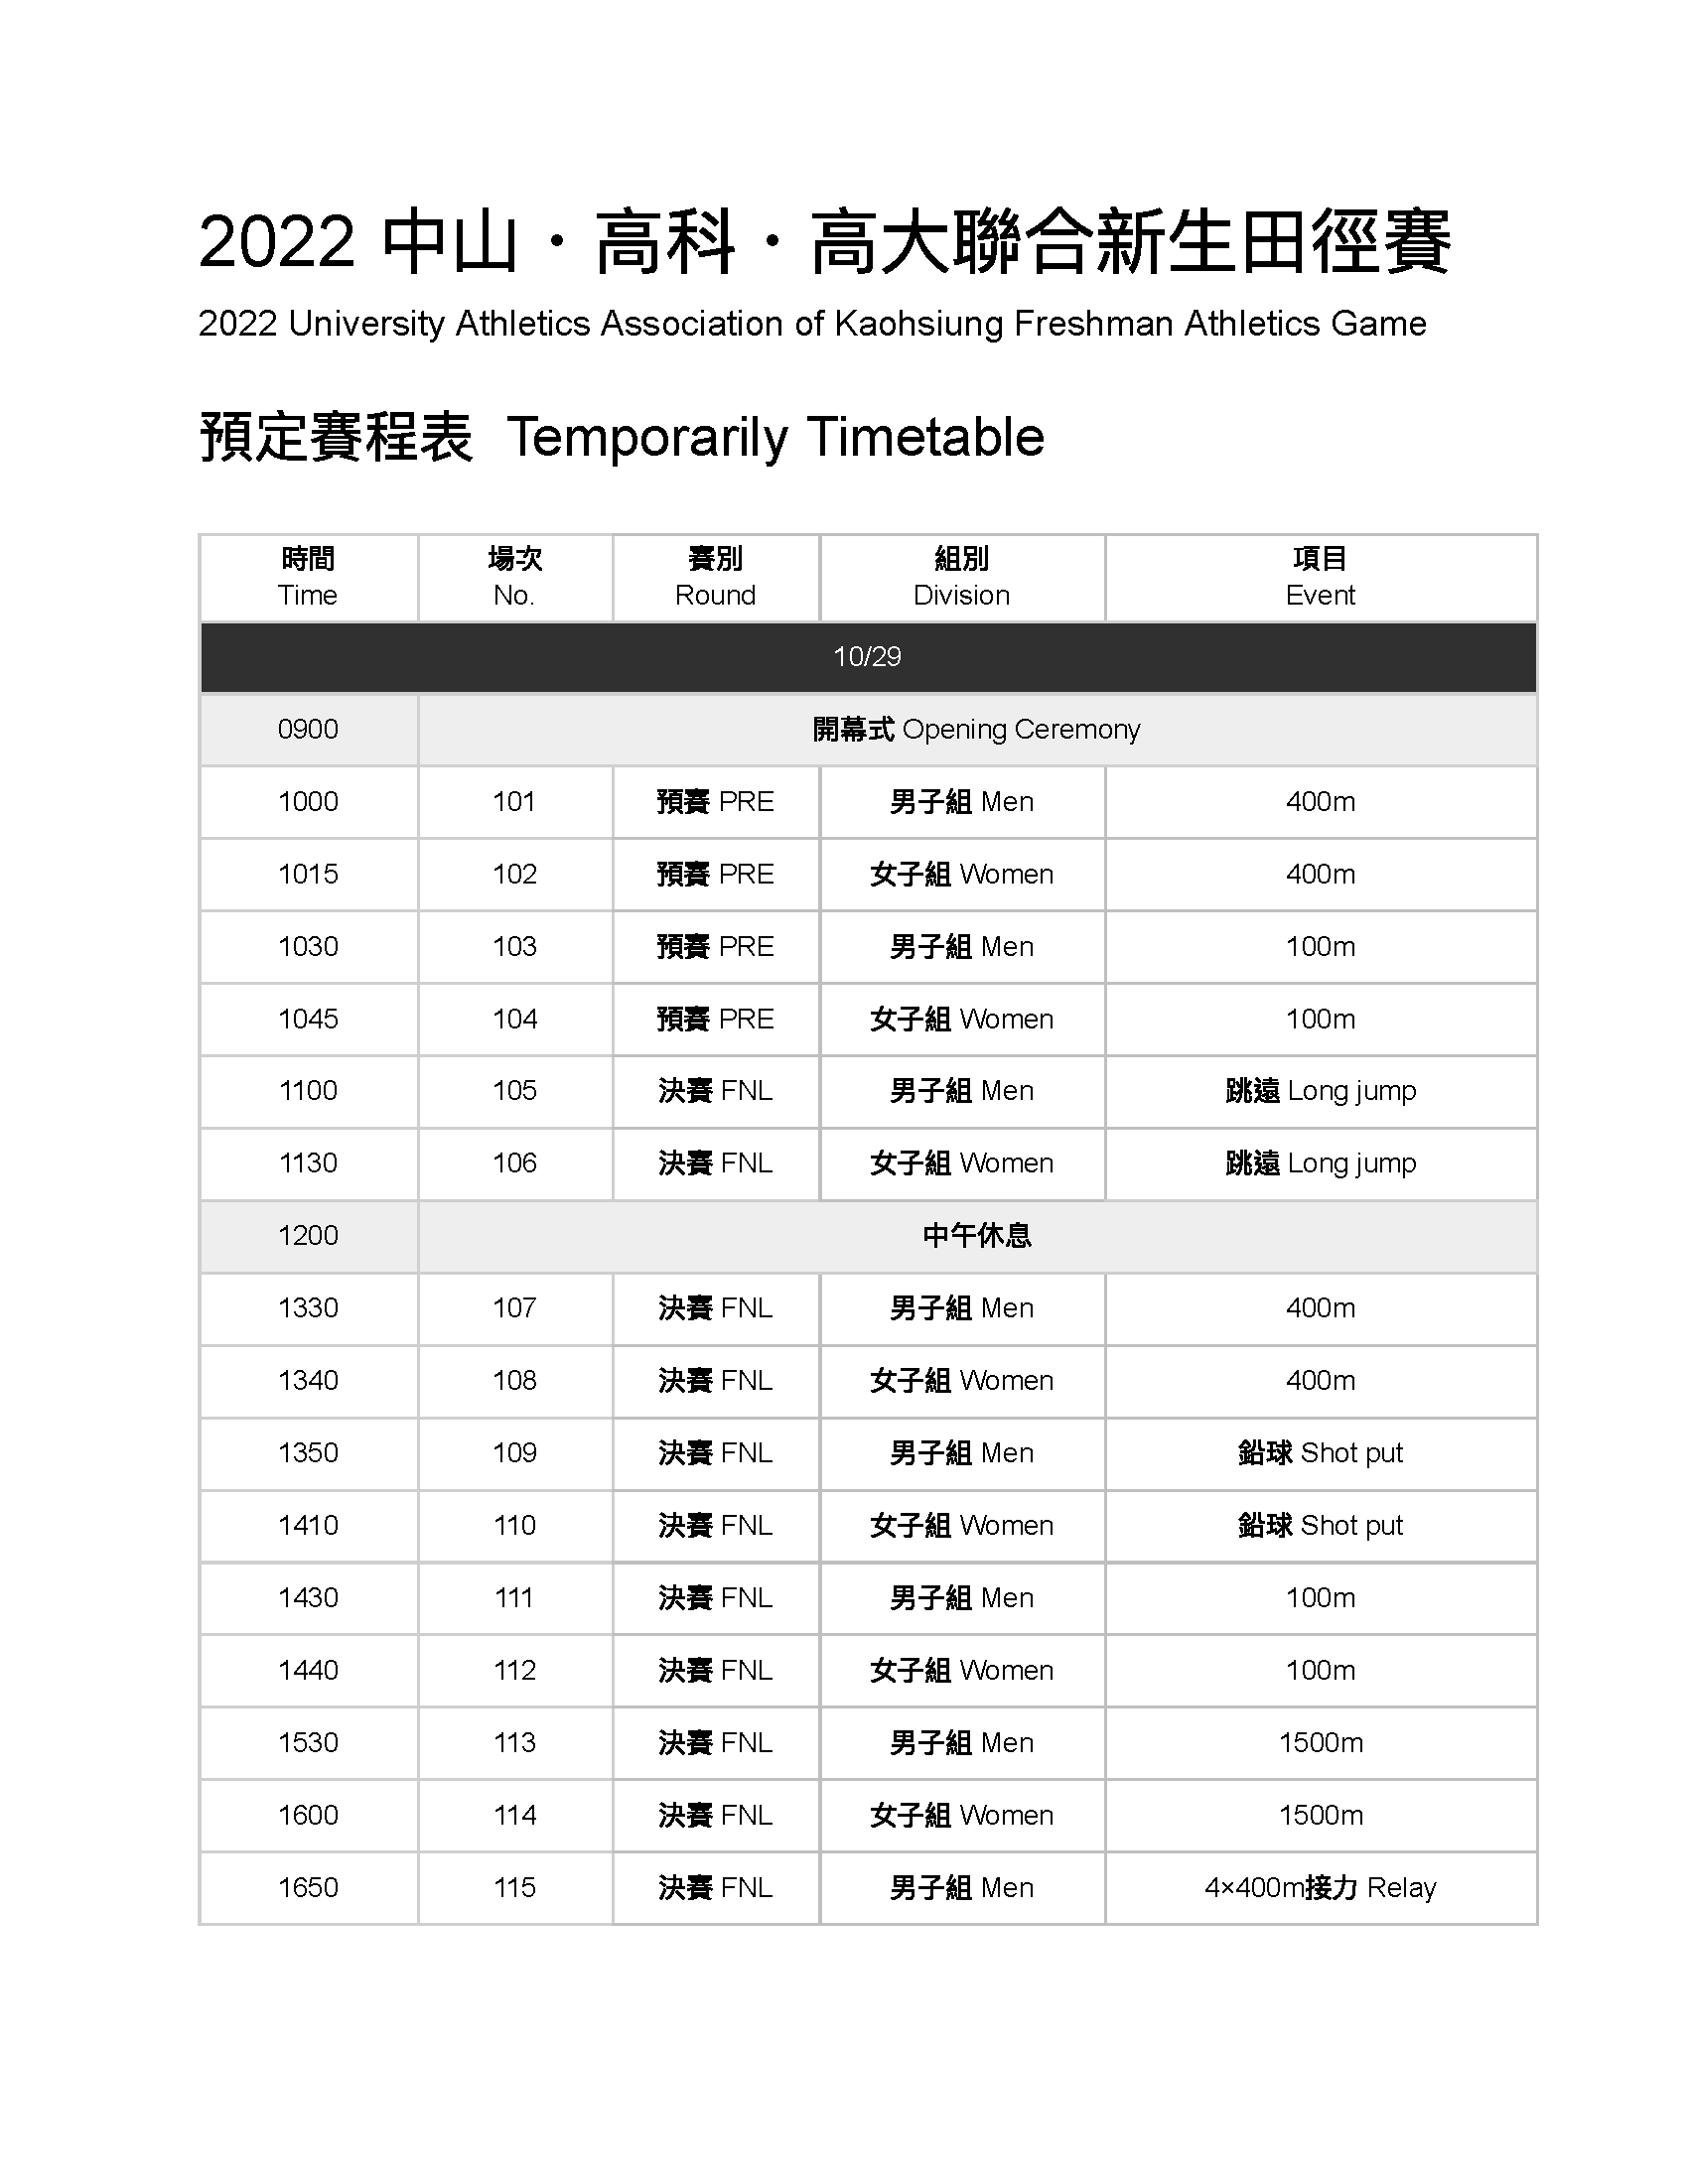 2022 中山・高科・高大聯合新生田徑賽
2022 University Athletics Association of Kaohsiung Freshman Athletics Game
預定賽程表 Temporarily Timetable
時間 場次 賽別 組別 項目
Time No. Round Division Event
10/29
0900 開幕式 Opening Ceremony
1000 101 預賽 PRE 男子組 Men 400m
1015 102 預賽 PRE 女子組 Women 400m
1030 103 預賽 PRE 男子組 Men 100m
1045 104 預賽 PRE 女子組 Women 100m
1100 105 決賽 FNL 男子組 Men 跳遠 Long jump
1130 106 決賽 FNL 女子組 Women 跳遠 Long jump
1200 中午休息
1330 107 決賽 FNL 男子組 Men 400m
1340 108 決賽 FNL 女子組 Women 400m
1350 109 決賽 FNL 男子組 Men 鉛球 Shot put
1410 110 決賽 FNL 女子組 Women 鉛球 Shot put
1430 111 決賽 FNL 男子組 Men 100m
1440 112 決賽 FNL 女子組 Women 100m
1530 113 決賽 FNL 男子組 Men 1500m
1600 114 決賽 FNL 女子組 Women 1500m
1650 115 決賽 FNL 男子組 Men 4×400m接力 Relay